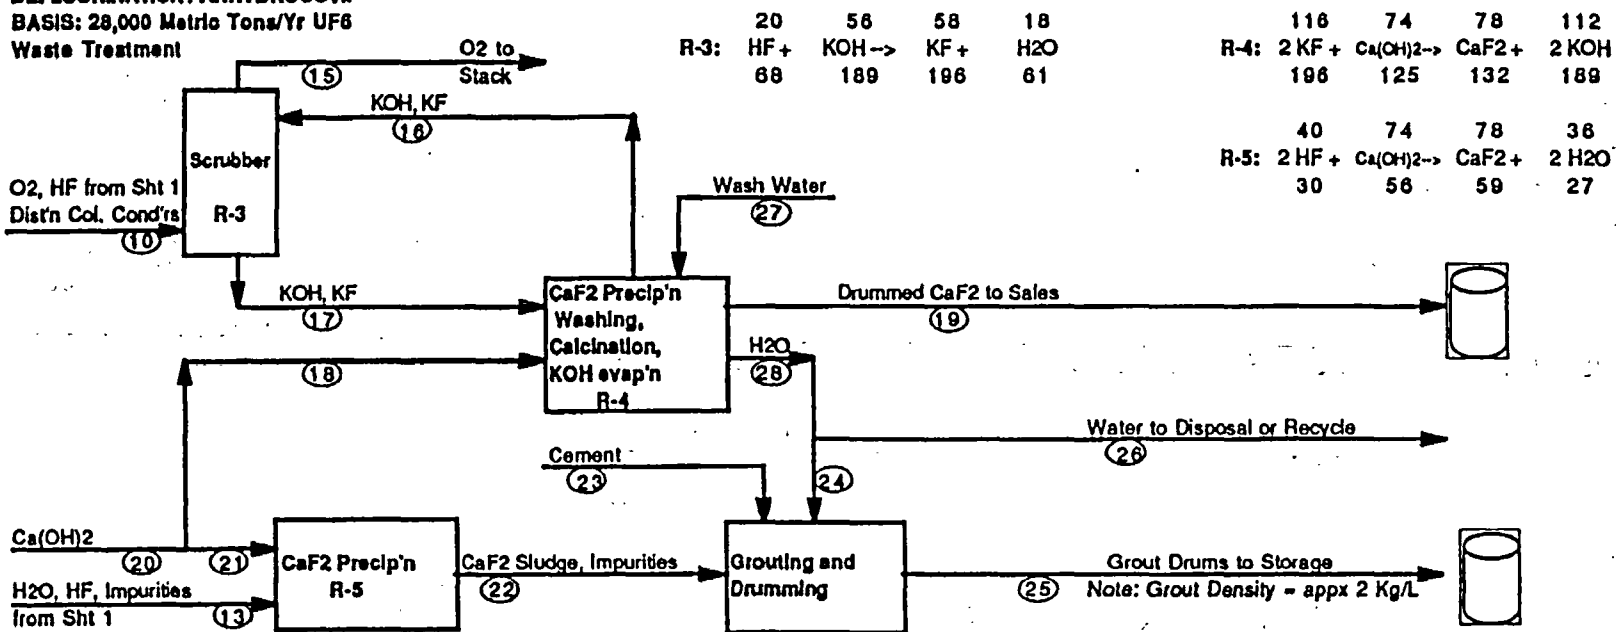 BASIS: 28,000 Metric Tons/Yr UF6
Waste Treatment
O2 to
Stack
15
20 56 58 18
R-3: HF + KOH --> KF + H2O
68 189 196 61
116 74 78 112
R-4: 2 KF + Ca(OH)2--> CaF2 + 2 KOH
196 125 132 189
40 74 78 36
R-5: 2 HF + Ca(OH)2--> CaF2 + 2 H2O
30 56 59 27
KOH, KF
16
Scrubber
R-3
O2, HF from Sht 1
Dist'n Col. Cond'rs
10
Wash Water
27
KOH, KF
17
CaF2 Precip'n
Washing,
Calcination,
KOH evap'n
R-4
Drummed CaF2 to Sales
19
H2O
28
18
Water to Disposal or Recycle
26
Cement
23
24
Ca(OH)2
20
21
H2O, HF, Impurities
from Sht 1
13
CaF2 Precip'n
R-5
CaF2 Sludge, Impurities
22
Grouting and
Drumming
Grout Drums to Storage
25
Note: Grout Density = appx 2 Kg/L